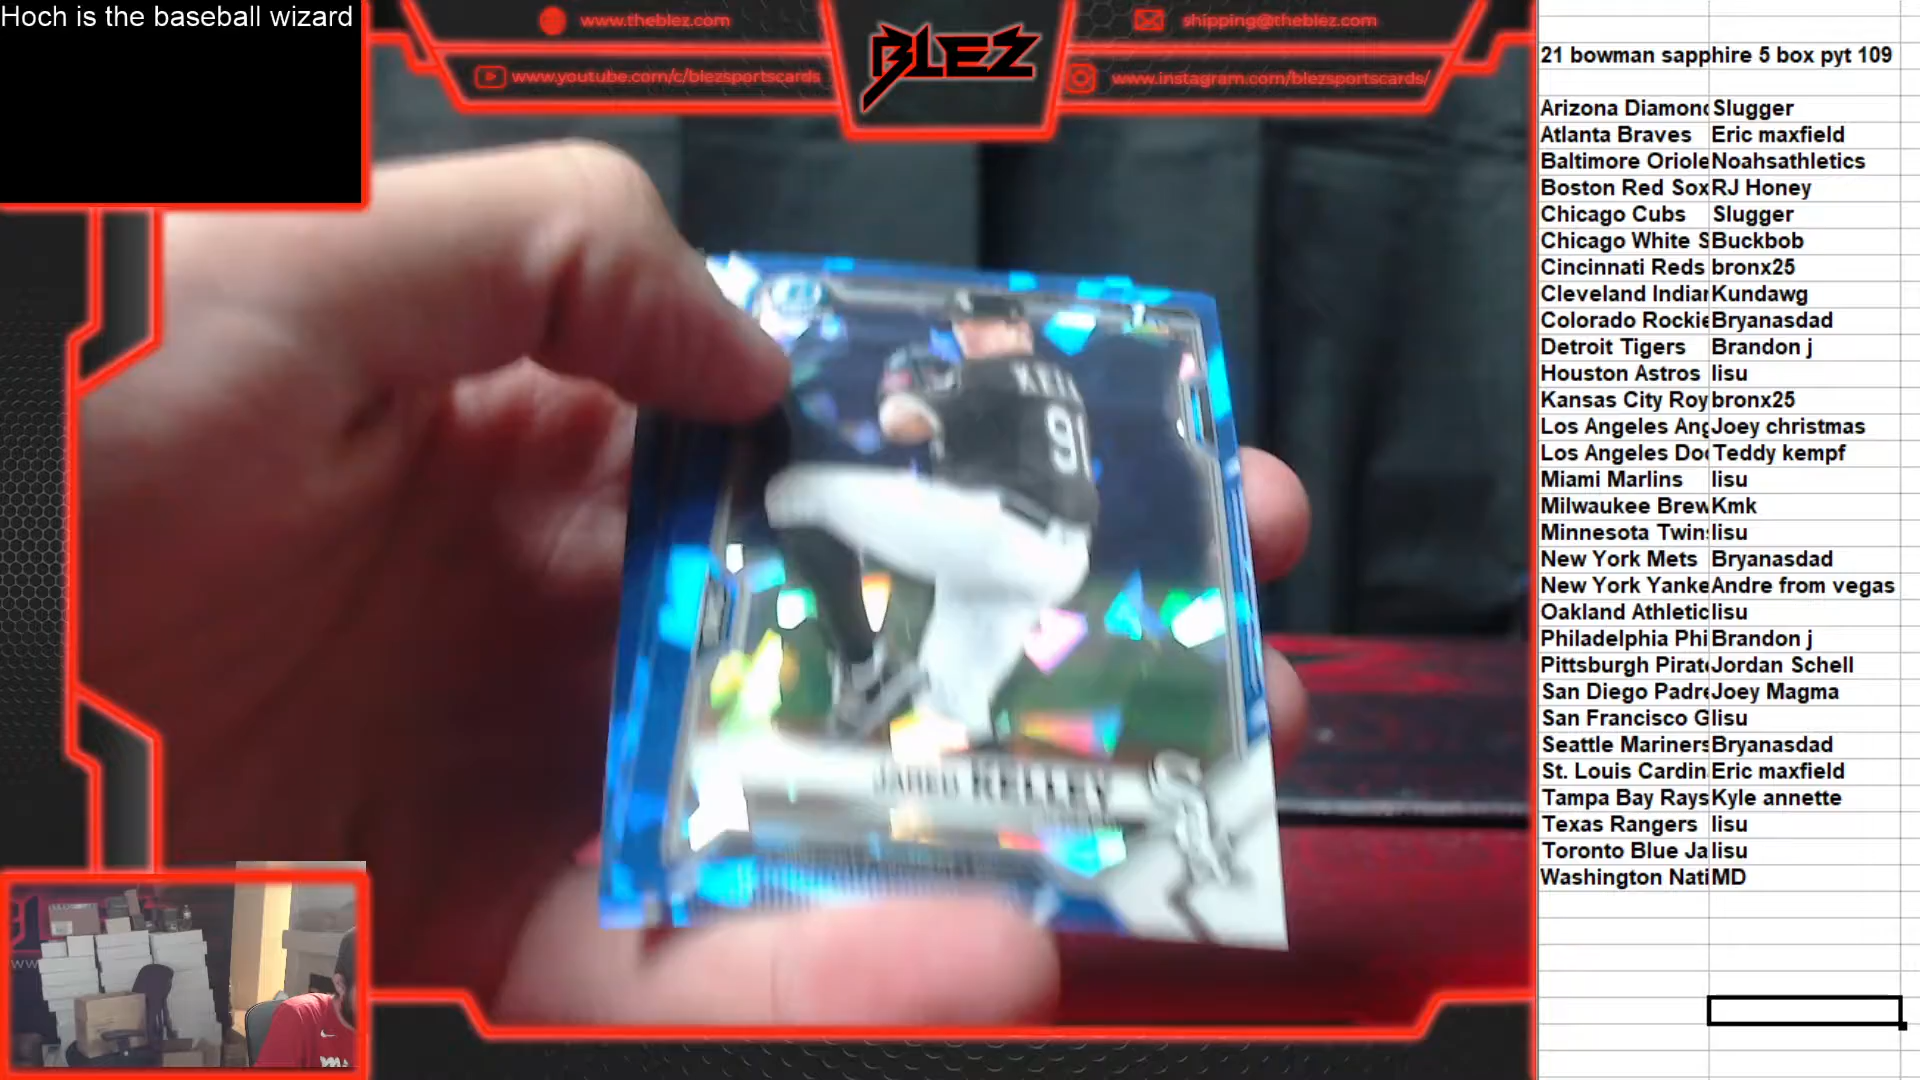 Hoch is the baseball wizard
www.theblez.com
shipping@theblez.com
BLEZ
www.youtube.com/c/blezsportscards
www.instagram.com/blezsportscards/
21 bowman sapphire 5 box pyt 109
Arizona Diamond Slugger
Atlanta Braves Eric maxfield
Baltimore Oriole Noahsathletics
Boston Red Sox RJ Honey
Chicago Cubs Slugger
Chicago White S Buckbob
Cincinnati Reds bronx25
Cleveland Indian Kundawg
Colorado Rockie Bryanasdad
Detroit Tigers Brandon j
Houston Astros lisu
Kansas City Roy bronx25
Los Angeles Ang Joey christmas
Los Angeles Dod Teddy kempf
Miami Marlins lisu
Milwaukee Brew Kmk
Minnesota Twins lisu
New York Mets Bryanasdad
New York Yanke Andre from vegas
Oakland Athletic lisu
Philadelphia Phi Brandon j
Pittsburgh Pirate Jordan Schell
San Diego Padre Joey Magma
San Francisco G lisu
Seattle Mariners Bryanasdad
St. Louis Cardin Eric maxfield
Tampa Bay Rays Kyle annette
Texas Rangers lisu
Toronto Blue Ja lisu
Washington Nati MD
91
JARED KELLEY